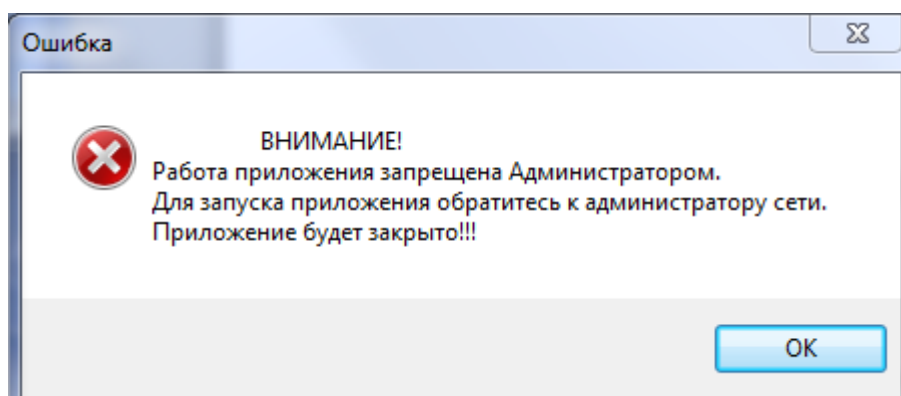 Ошибка
ВНИМАНИЕ!
Работа приложения запрещена Администратором.
Для запуска приложения обратитесь к администратору сети.
Приложение будет закрыто!!!
OK